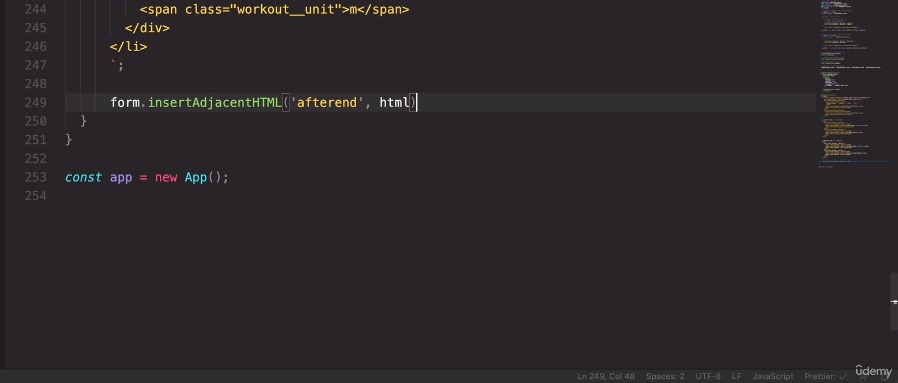 244 <span class="workout__unit">m</span>
245 </div>
246 </li>
247 `;
248
249 form.insertAdjacentHTML('afterend', html)
250 }
251 }
252
253 const app = new App();
254
Ln 249, Col 48 Spaces: 2 UTF-8 LF JavaScript Prettier: ✓
udemy